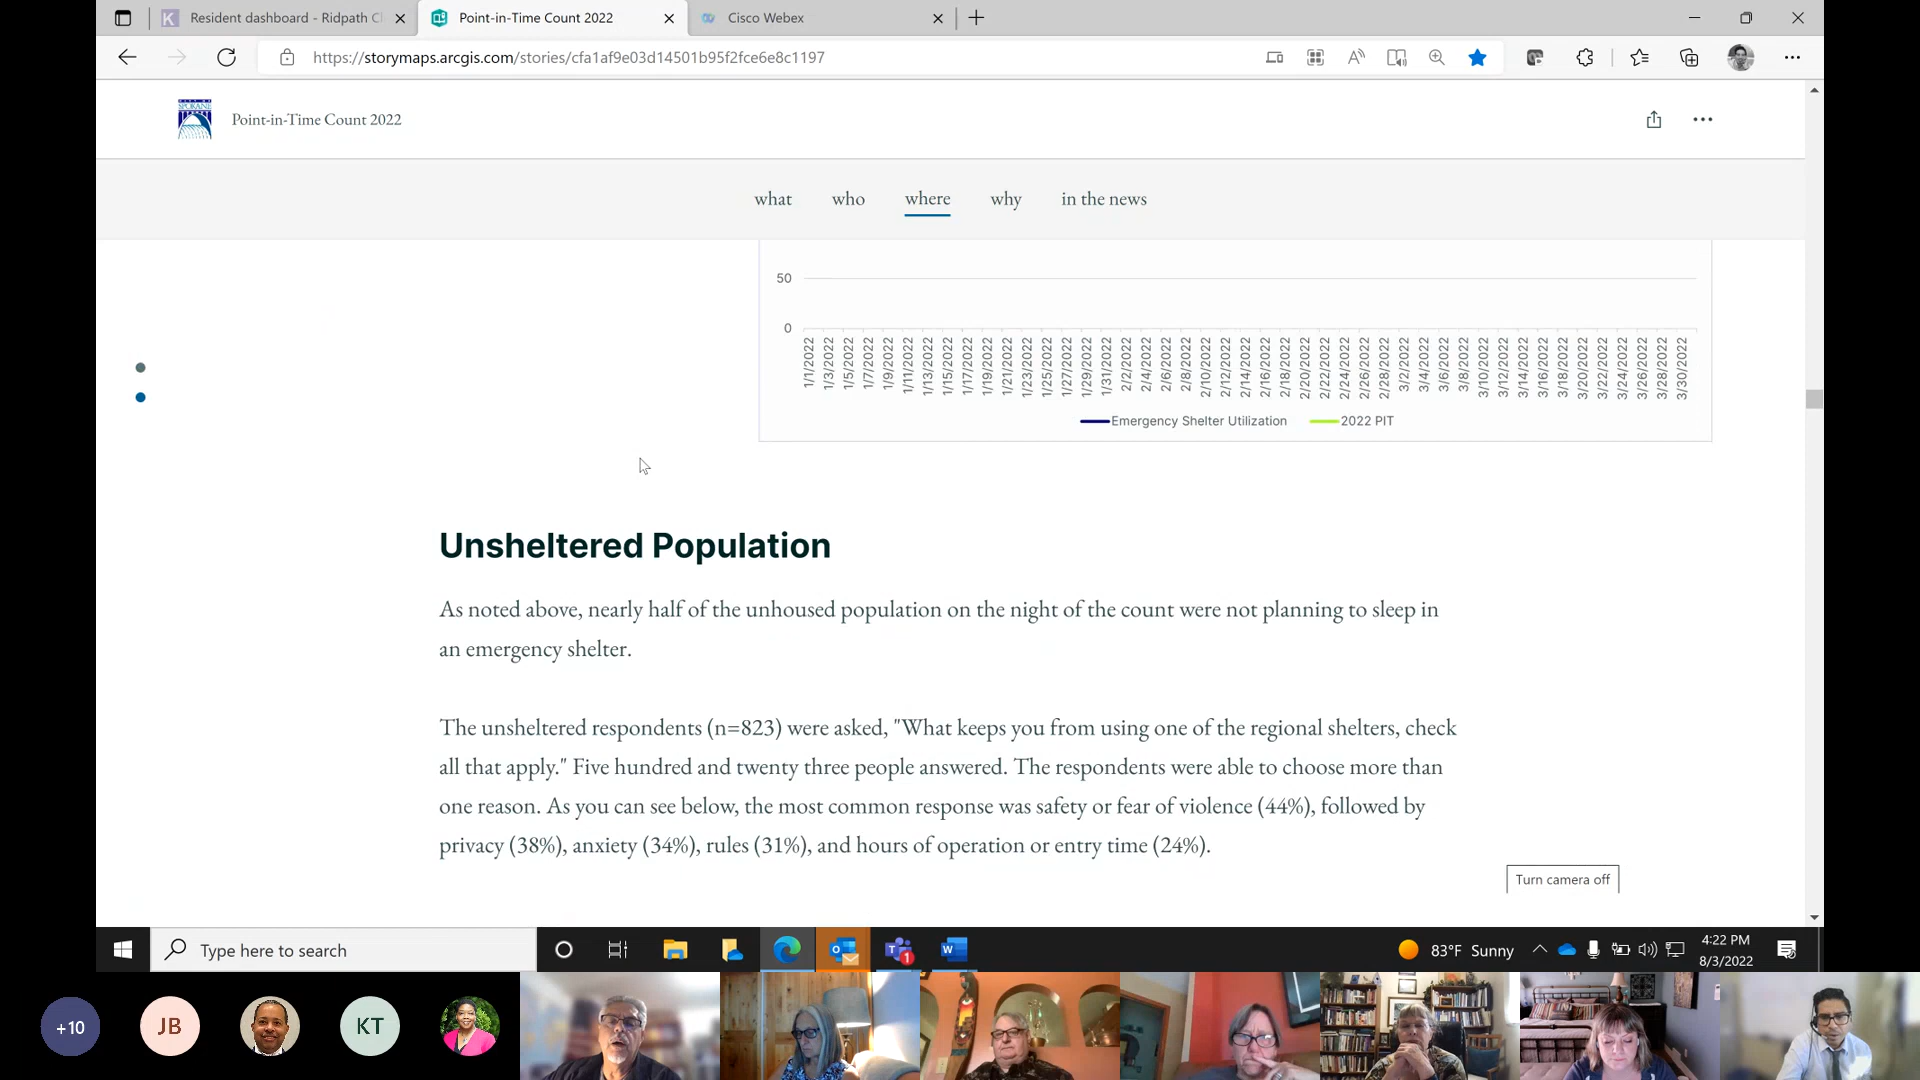 Resident dashboard - Ridpath Cl
Point-in-Time Count 2022
Cisco Webex
https://storymaps.arcgis.com/stories/cfa1af9e03d14501b95f2fce6e8c1197
SPOKANE
Point-in-Time Count 2022
what
who
where
why
in the news
50
0
1/1/2022
1/3/2022
1/5/2022
1/7/2022
1/9/2022
1/11/2022
1/13/2022
1/15/2022
1/17/2022
1/19/2022
1/21/2022
1/23/2022
1/25/2022
1/27/2022
1/29/2022
1/31/2022
2/2/2022
2/4/2022
2/6/2022
2/8/2022
2/10/2022
2/12/2022
2/14/2022
2/16/2022
2/18/2022
2/20/2022
2/22/2022
2/24/2022
2/26/2022
2/28/2022
3/2/2022
3/4/2022
3/6/2022
3/8/2022
3/10/2022
3/12/2022
3/14/2022
3/16/2022
3/18/2022
3/20/2022
3/22/2022
3/24/2022
3/26/2022
3/28/2022
3/30/2022
Emergency Shelter Utilization
2022 PIT
Unsheltered Population
As noted above, nearly half of the unhoused population on the night of the count were not planning to sleep in
an emergency shelter.
The unsheltered respondents (n=823) were asked, "What keeps you from using one of the regional shelters, check
all that apply." Five hundred and twenty three people answered. The respondents were able to choose more than
one reason. As you can see below, the most common response was safety or fear of violence (44%), followed by
privacy (38%), anxiety (34%), rules (31%), and hours of operation or entry time (24%).
Turn camera off
Type here to search
1
83°F Sunny
4:22 PM
8/3/2022
+10
JB
KT